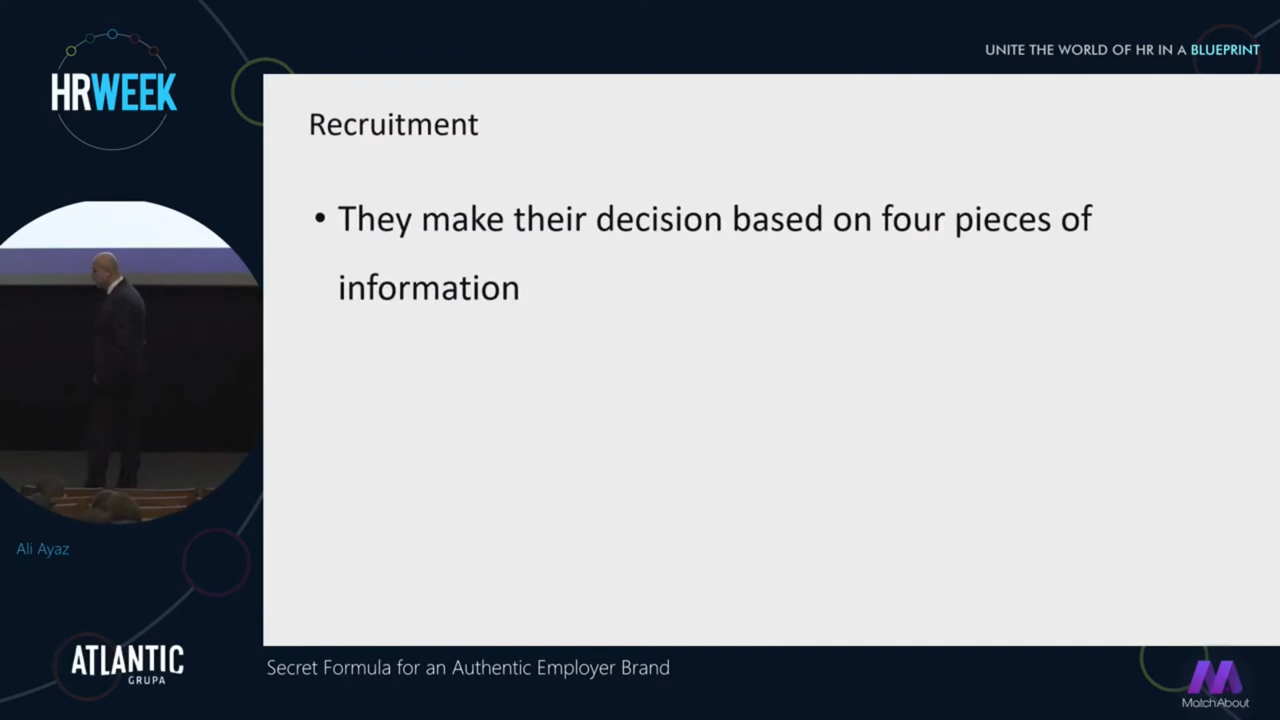 HRWEEK
UNITE THE WORLD OF HR IN A BLUEPRINT
Recruitment
• They make their decision based on four pieces of
information
Ali Ayaz
ATLANTIC
GRUPA
Secret Formula for an Authentic Employer Brand
MatchAbout